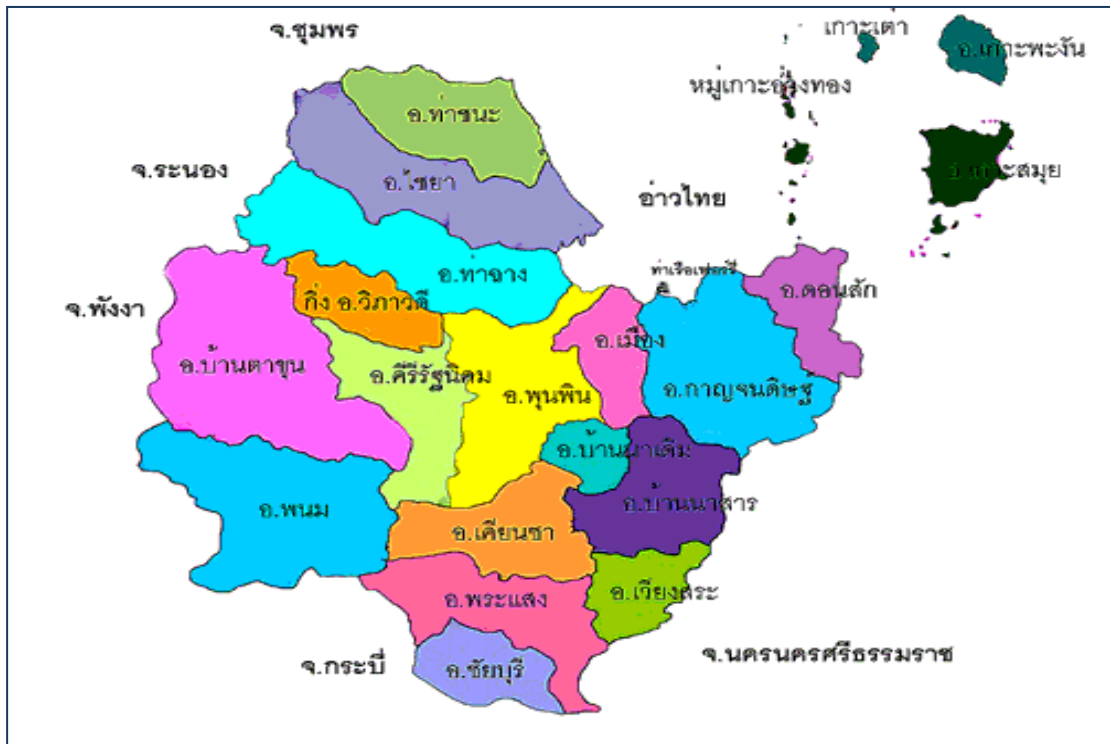 จ.ชุมพร
เกาะเต่า
อ.เกาะพะงัน
หมู่เกาะอ่างทอง
อ.ท่าชนะ
จ.ระนอง
อ.ไชยา
อ่าวไทย
อ.เกาะสมุย
อ.ท่าฉาง
ท่าเรือเฟอร์รี่
อ.ดอนสัก
จ.พังงา
กิ่ง อ.วิภาวดี
อ.เมือง
อ.บ้านตาขุน
อ.คีรีรัฐนิคม
อ.พุนพิน
อ.กาญจนดิษฐ์
อ.บ้านนาเดิม
อ.พนม
อ.เคียนซา
อ.บ้านนาสาร
อ.พระแสง
อ.เวียงสระ
จ.กระบี่
อ.ชัยบุรี
จ.นครนครศรีธรรมราช